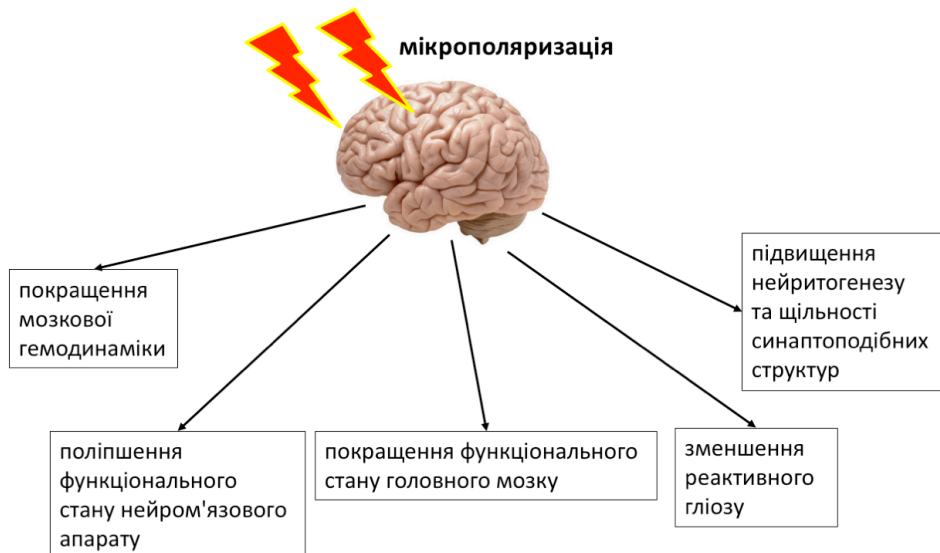 мікрополяризація
покращення
мозкової
гемодинаміки
поліпшення
функціонального
стану нейром'язового
апарату
покращення функціонального
стану головного мозку
зменшення
реактивного
гліозу
підвищення
нейритогенезу
та щільності
синаптоподібних
структур